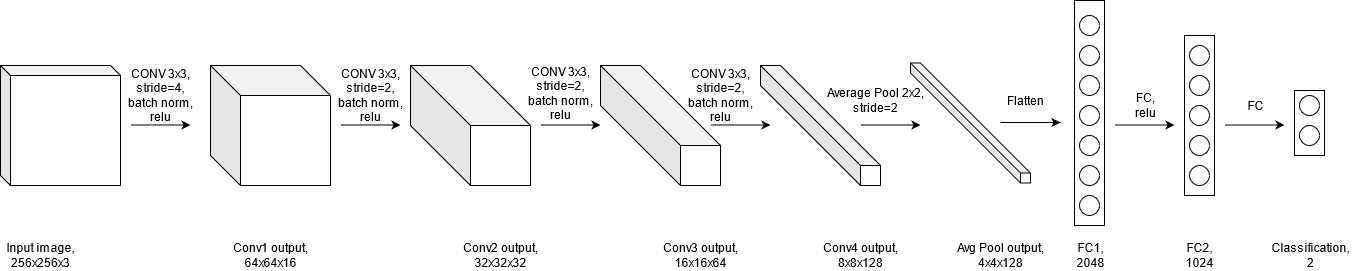 CONV 3x3,
stride=4,
batch norm,
relu
CONV 3x3,
stride=2,
batch norm,
relu
CONV 3x3,
stride=2,
batch norm,
relu
CONV 3x3,
stride=2,
batch norm,
relu
Average Pool 2x2,
stride=2
Flatten
FC,
relu
FC
Input image,
256x256x3
Conv1 output,
64x64x16
Conv2 output,
32x32x32
Conv3 output,
16x16x64
Conv4 output,
8x8x128
Avg Pool output,
4x4x128
FC1,
2048
FC2,
1024
Classification,
2